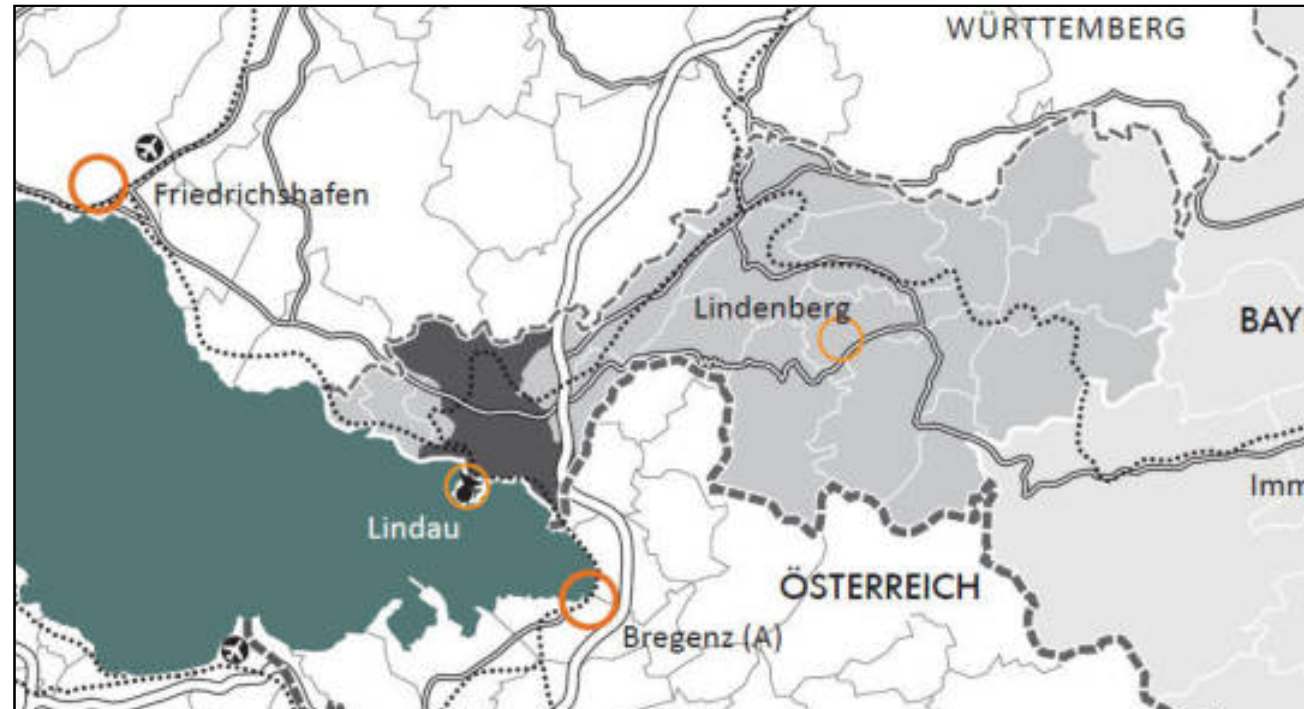 WÜRTTEMBERG
Friedrichshafen
Lindenberg
BAY
Imm
Lindau
ÖSTERREICH
Bregenz (A)